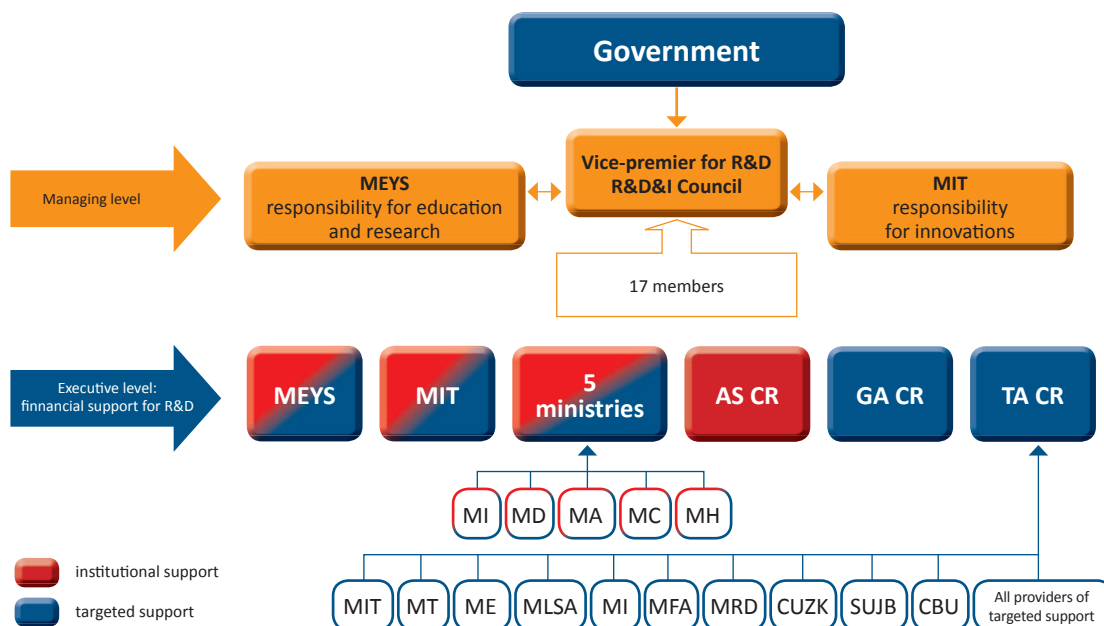 Government
Managing level
MEYS
responsibility for education
and research
Vice-premier for R&D
R&D&I Council
MIT
responsibility
for innovations
17 members
Executive level:
finnancial support for R&D
MEYS
MIT
5
ministries
AS CR
GA CR
TA CR
MI
MD
MA
MC
MH
institutional support
targeted support
MIT
MT
ME
MLSA
MI
MFA
MRD
CUZK
SUJB
CBU
All providers of
targeted support